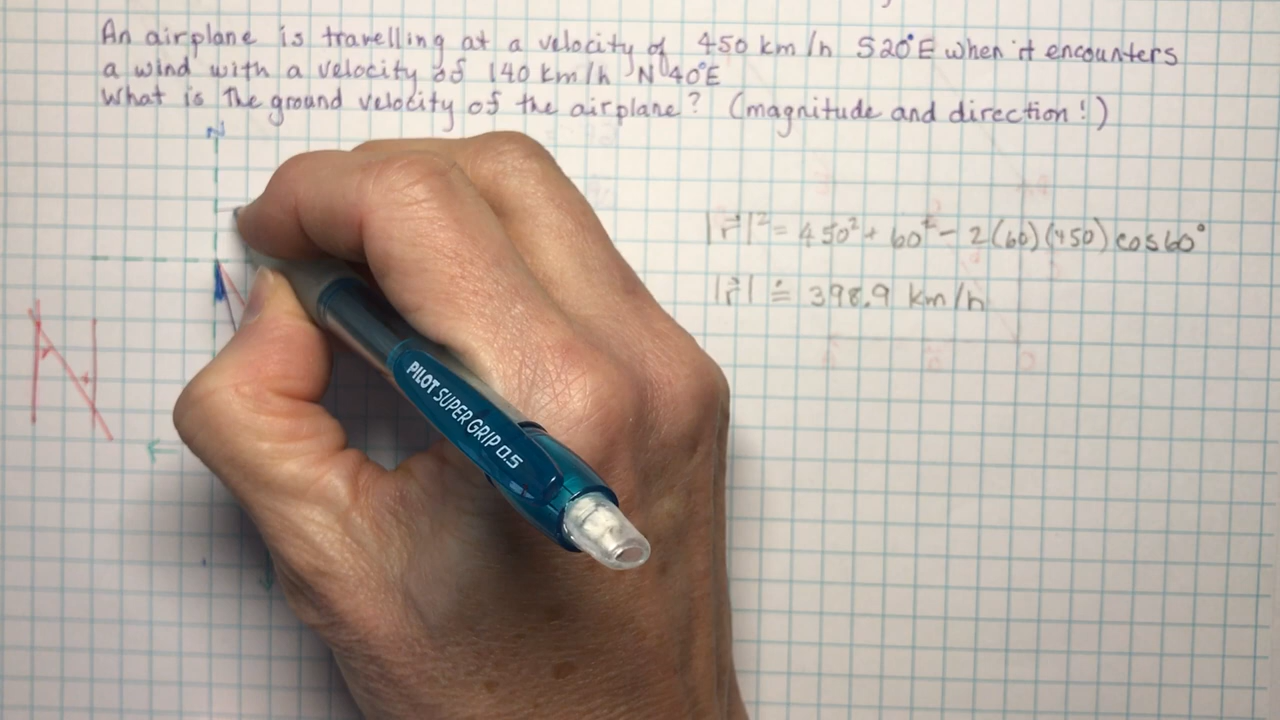 An airplane is travelling at a velocity of 450 km/h S20°E when it encounters
a wind with a velocity of 140 km/h N40°E
What is the ground velocity of the airplane? (magnitude and direction!)
N
|r⃗|² = 450² + 60² - 2(60)(450) cos60°
|r⃗| ≐ 398.9 km/h
PILOT SUPER GRIP 0.5